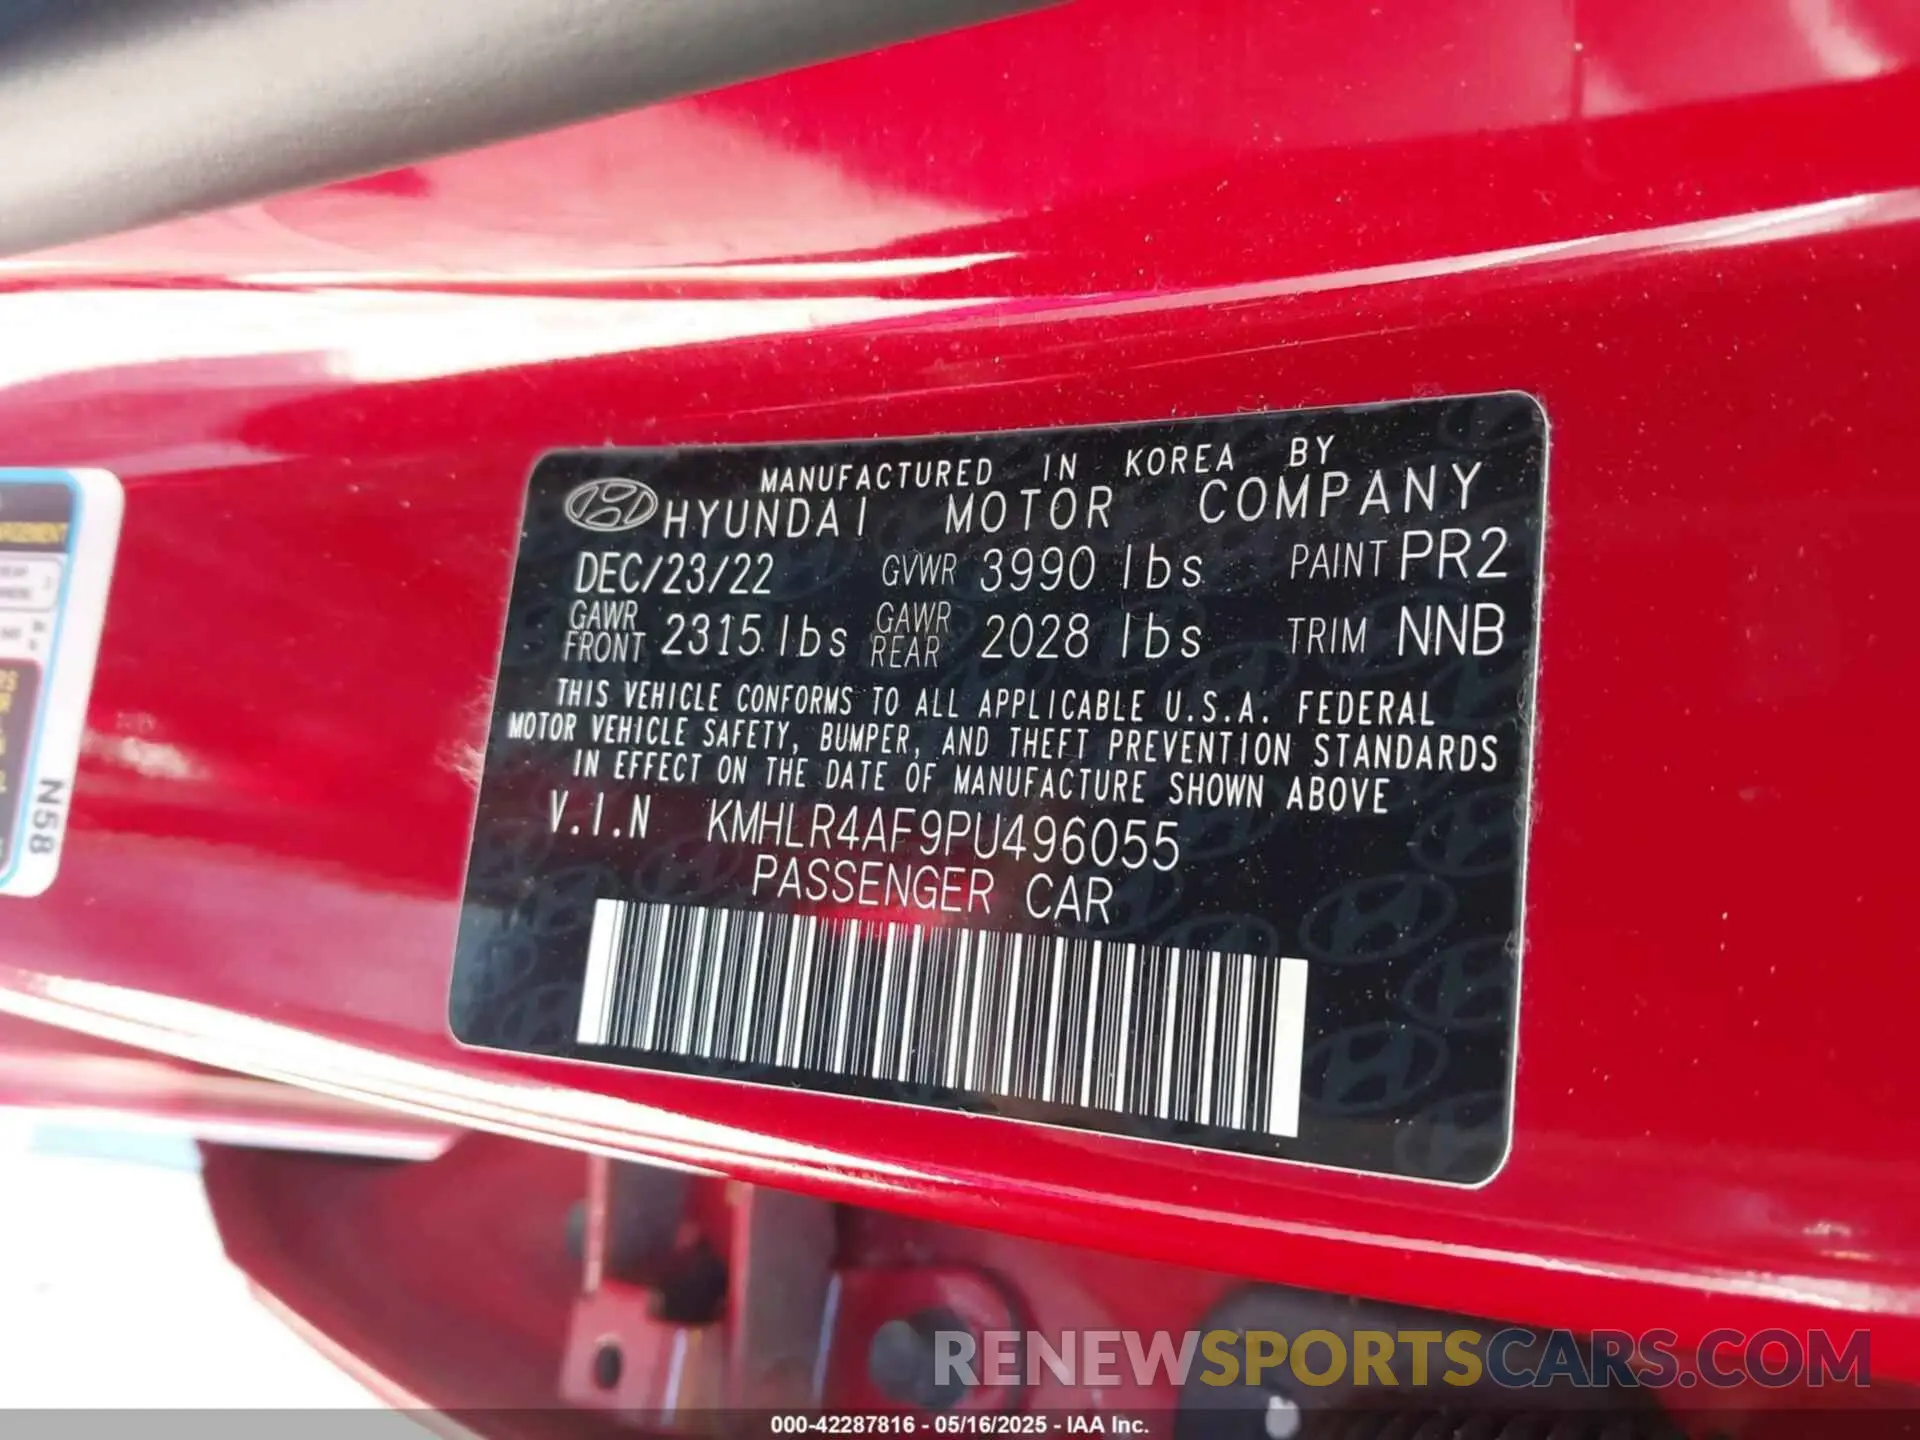 MANUFACTURED IN KOREA BY
HYUNDAI MOTOR COMPANY
DEC/23/22 GVWR 3990 lbs PAINT PR2
GAWR FRONT 2315 lbs GAWR REAR 2028 lbs TRIM NNB
THIS VEHICLE CONFORMS TO ALL APPLICABLE U.S.A. FEDERAL
MOTOR VEHICLE SAFETY, BUMPER, AND THEFT PREVENTION STANDARDS
IN EFFECT ON THE DATE OF MANUFACTURE SHOWN ABOVE
V.I.N KMHLR4AF9PU496055
PASSENGER CAR
N58
RENEWSPORTSCARS.COM
000-42287816 - 05/16/2025 - IAA Inc.